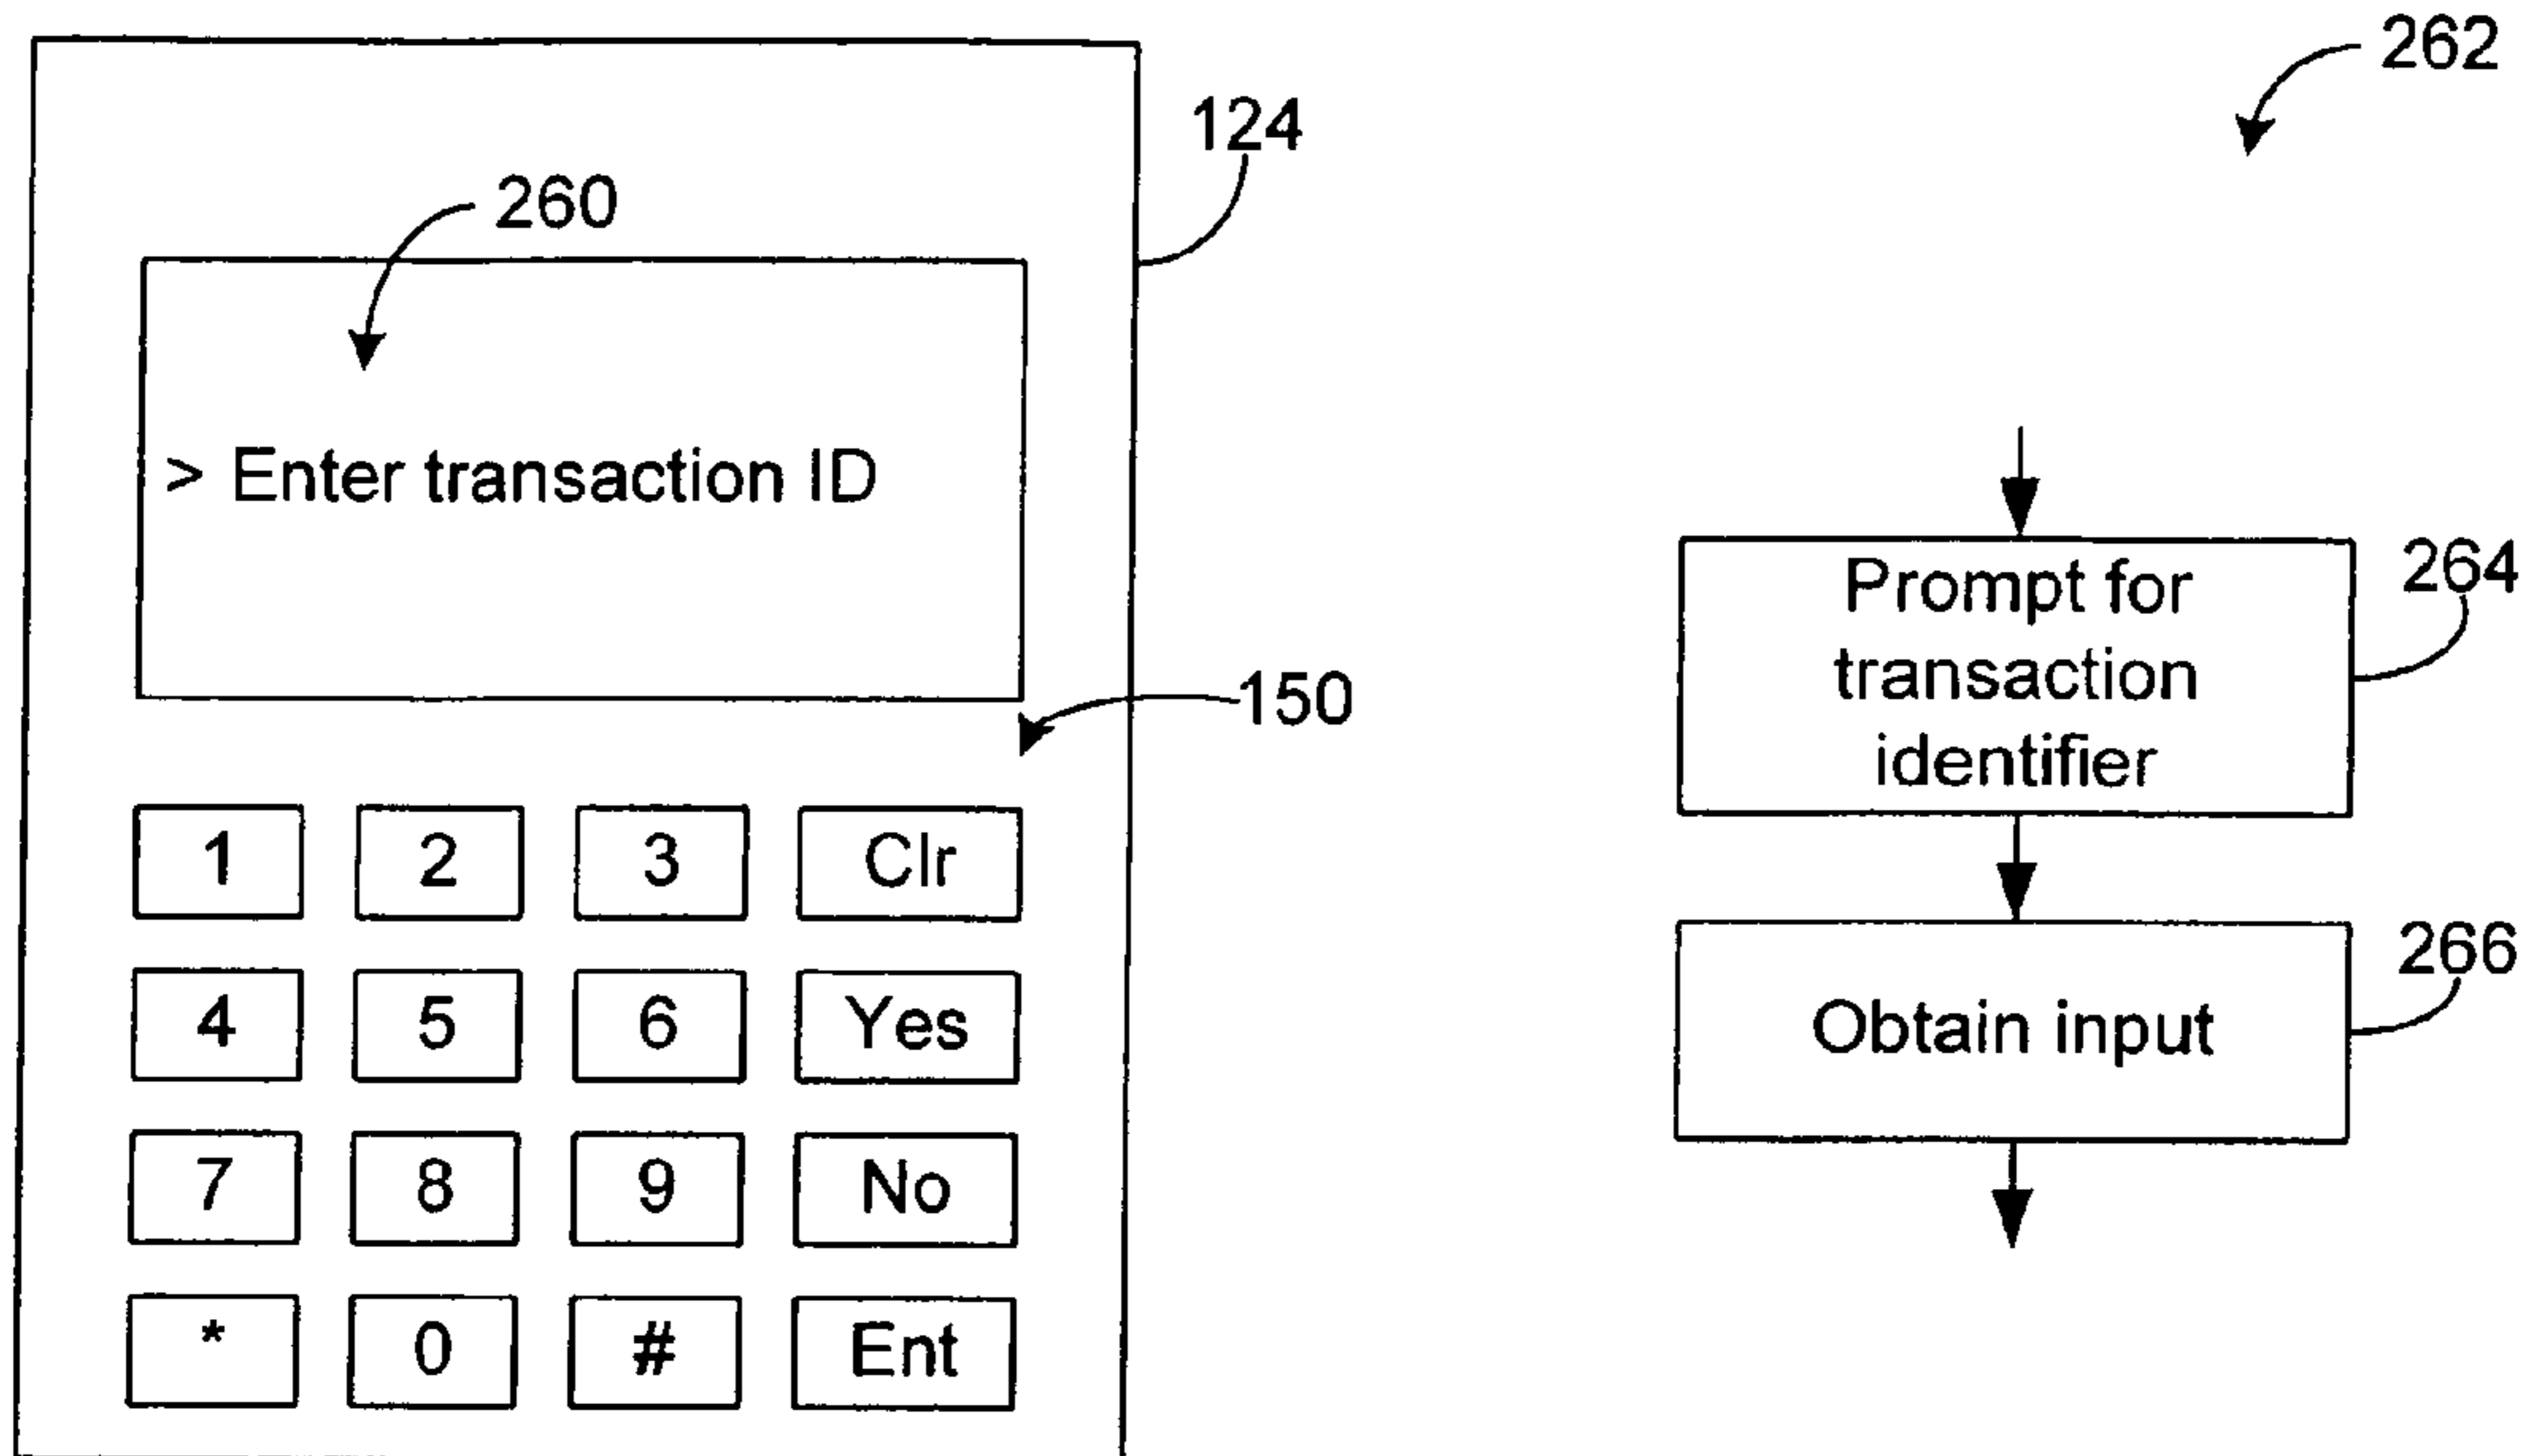 262
124
260
> Enter transaction ID
150
1 2 3 Clr
4 5 6 Yes
7 8 9 No
* 0 # Ent
Prompt for
transaction
identifier
264
Obtain input
266